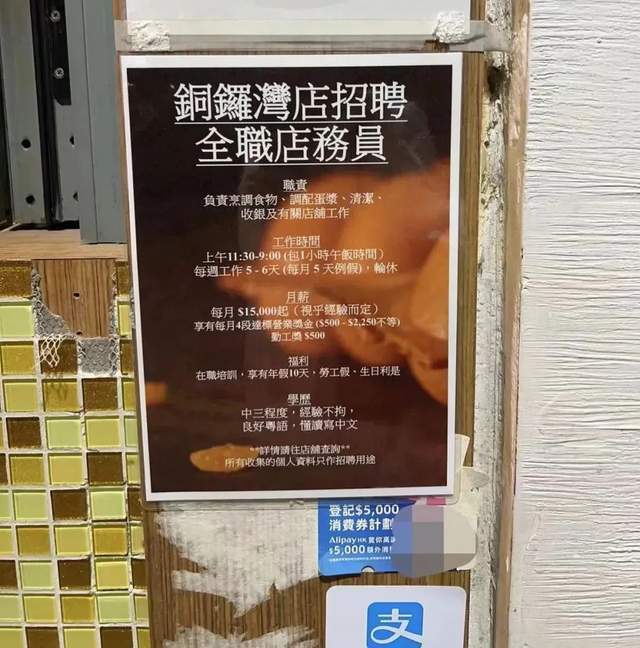 銅鑼灣店招聘
全職店務員
職責
負責烹調食物、調配蛋漿、清潔、
收銀及有關店舖工作
工作時間
上午11:30-9:00 (包1小時午飯時間)
每週工作 5 - 6天 (每月 5 天例假)，輪休
月薪
每月 $15,000起（視乎經驗而定）
享有每月4段達標營業獎金 ($500 - $2,250不等)
勤工獎 $500
福利
在職培訓，享有年假10天，勞工假、生日利是
學歷
中三程度，經驗不拘，
良好粵語，懂讀寫中文
**詳情請往店舖查詢**
所有收集的個人資料只作招聘用途
登記$5,000
消費券計劃
AlipayHK 賞你高達
$5,000 額外消
支